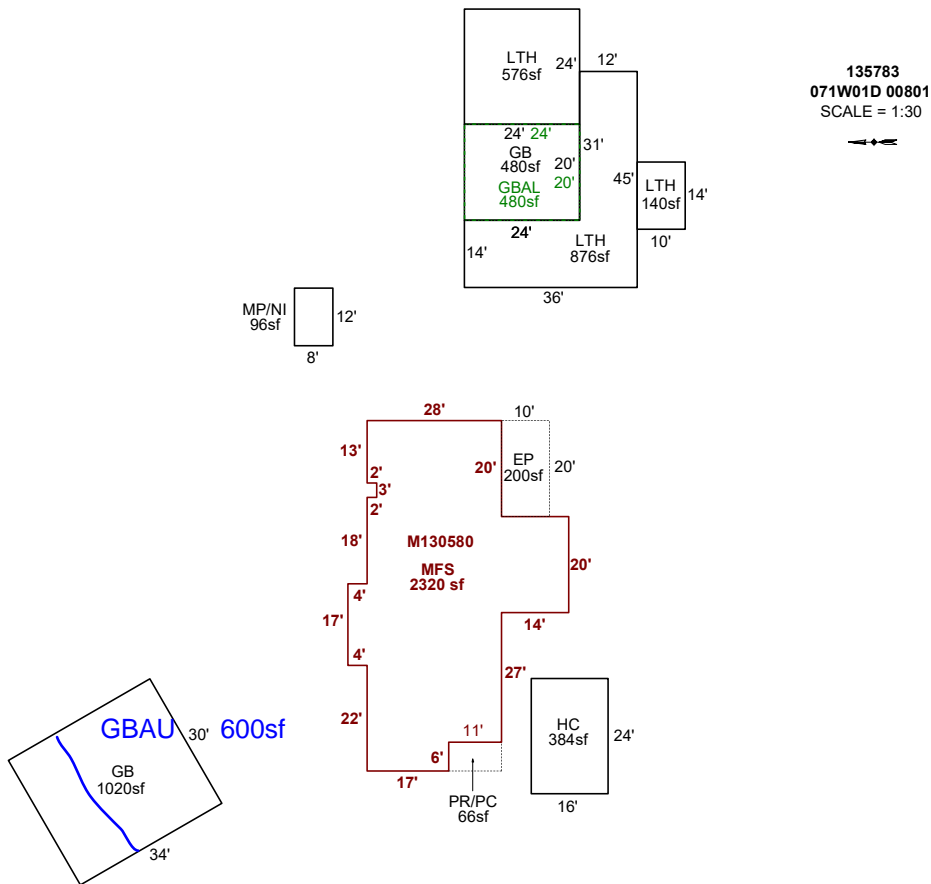 135783
071W01D 00801
SCALE = 1:30
LTH
576sf
24'
12'
24' 24'
GB
480sf
20'
GBAL
480sf
20'
24'
31'
45'
LTH
140sf
14'
10'
14'
LTH
876sf
36'
MP/NI
96sf
12'
8'
28'
10'
13'
EP
200sf
20'
20'
2'
3'
2'
18'
M130580
MFS
2320 sf
20'
4'
17'
14'
4'
27'
22'
11'
6'
17'
PR/PC
66sf
HC
384sf
24'
16'
GBAU 600sf
30'
GB
1020sf
34'